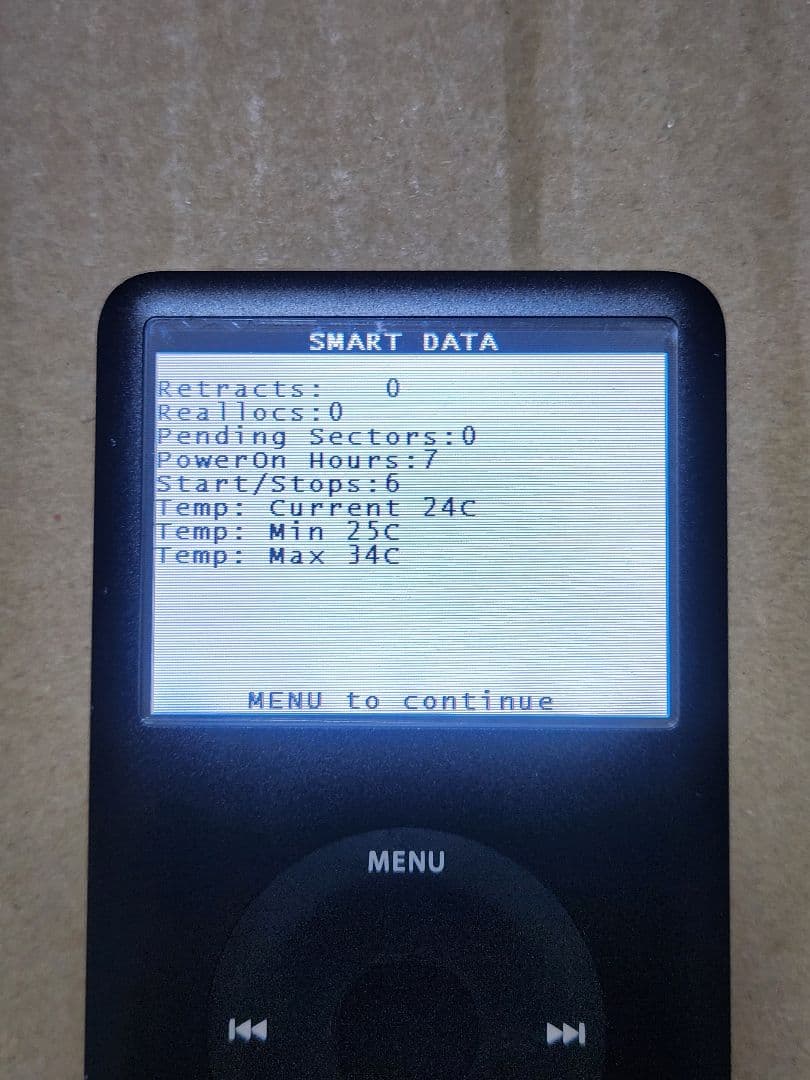 SMART DATA
Retracts:   0
Reallocs:0
Pending Sectors:0
PowerOn Hours:7
Start/Stops:6
Temp: Current 24C
Temp: Min 25C
Temp: Max 34C
MENU to continue
MENU